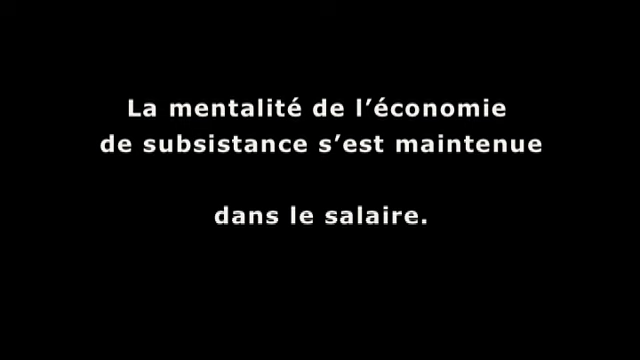 La mentalité de l’économie
de subsistance s’est maintenue
dans le salaire.